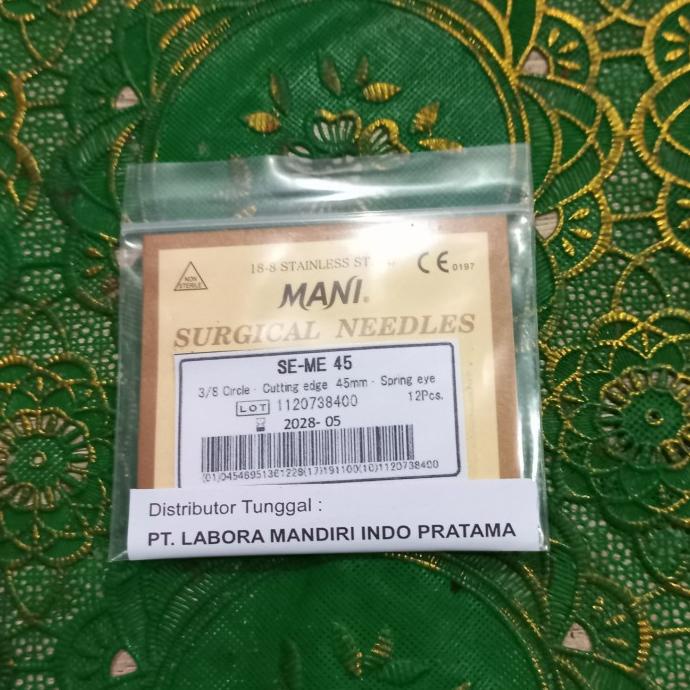 18-8 STAINLESS ST
CE 0197
NON
STERILE
MANI®
SURGICAL NEEDLES
SE-ME 45
3/8 Circle - Cutting edge 45mm - Spring eye
LOT 1120738400 12Pcs.
2028-05
(01)04546951361228(17)191100(10)1120738400
Distributor Tunggal :
PT. LABORA MANDIRI INDO PRATAMA